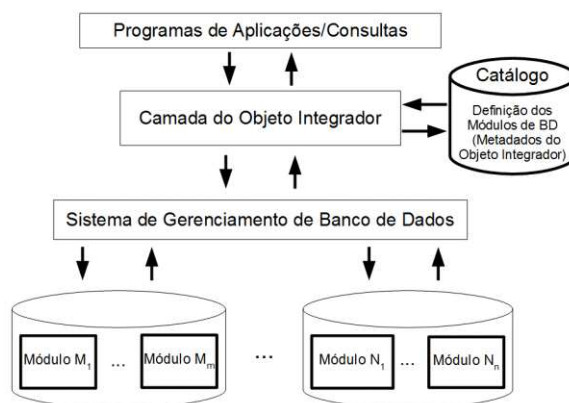 Programas de Aplicações/Consultas
Catálogo
Definição dos
Módulos de BD
(Metadados do
Objeto Integrador)
Camada do Objeto Integrador
Sistema de Gerenciamento de Banco de Dados
Módulo M1 ... Módulo Mm ... Módulo N1 ... Módulo Nn